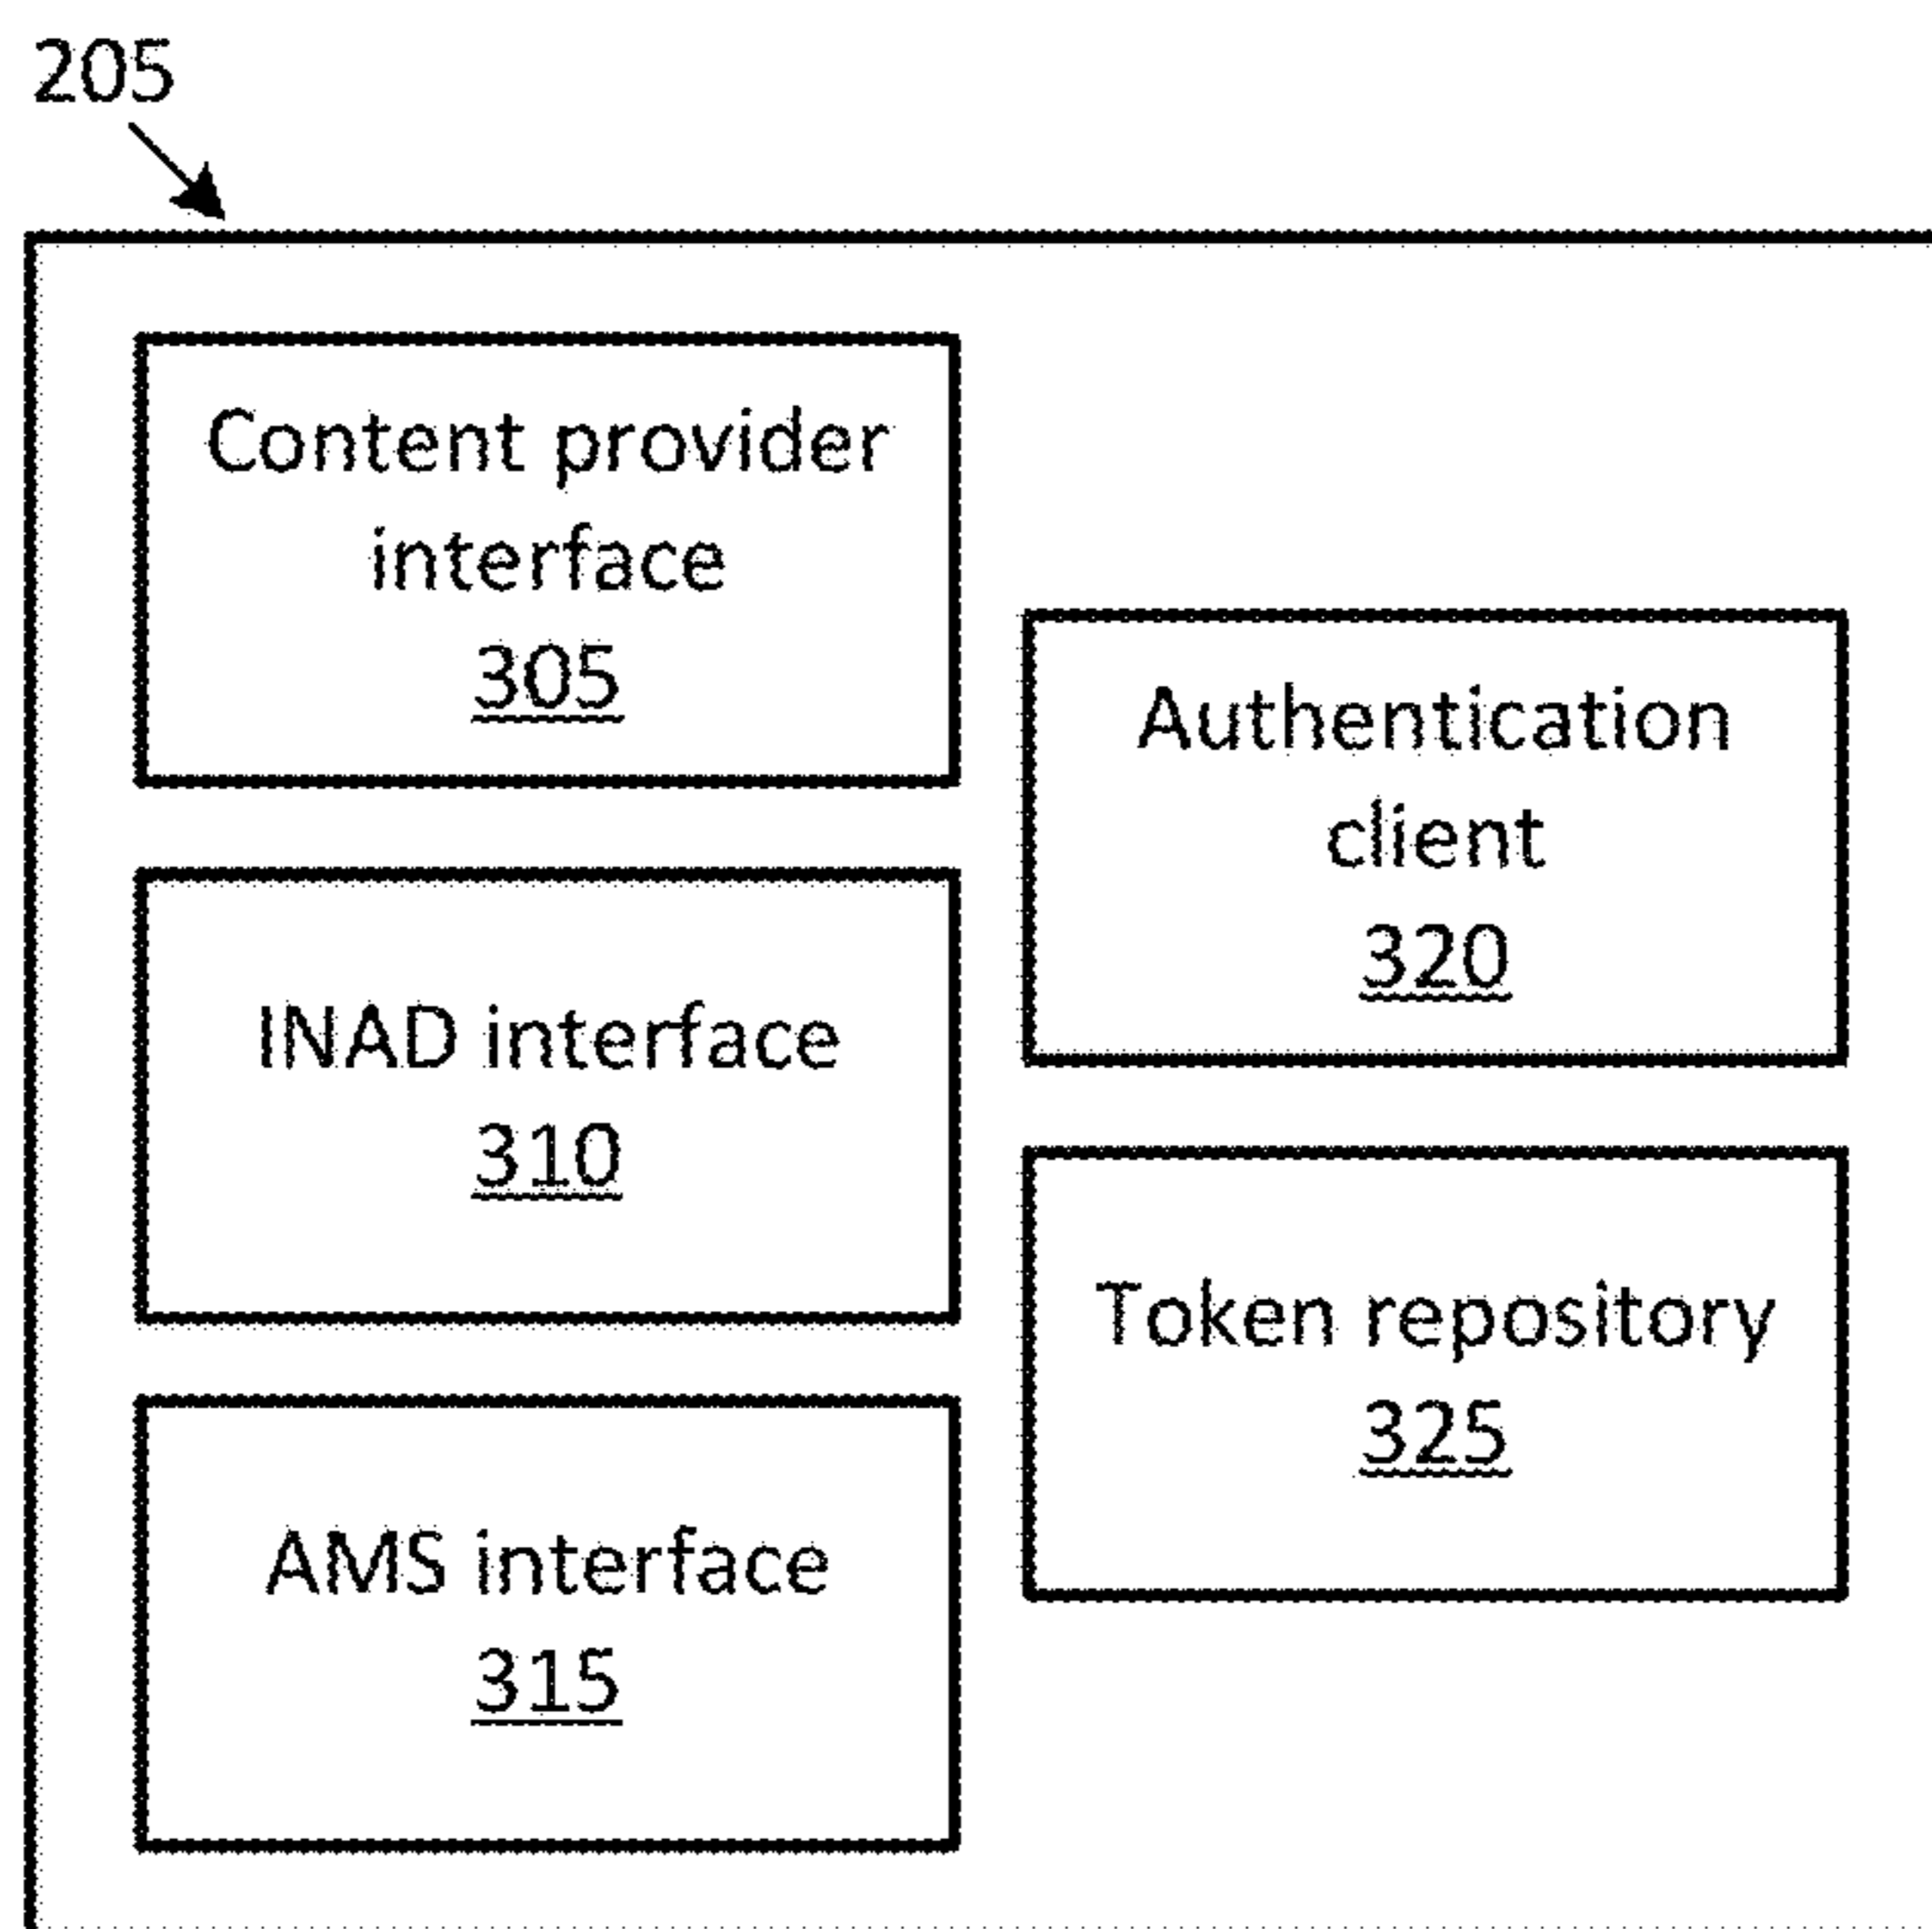 205
Content provider
interface
305
INAD interface
310
AMS interface
315
Authentication
client
320
Token repository
325